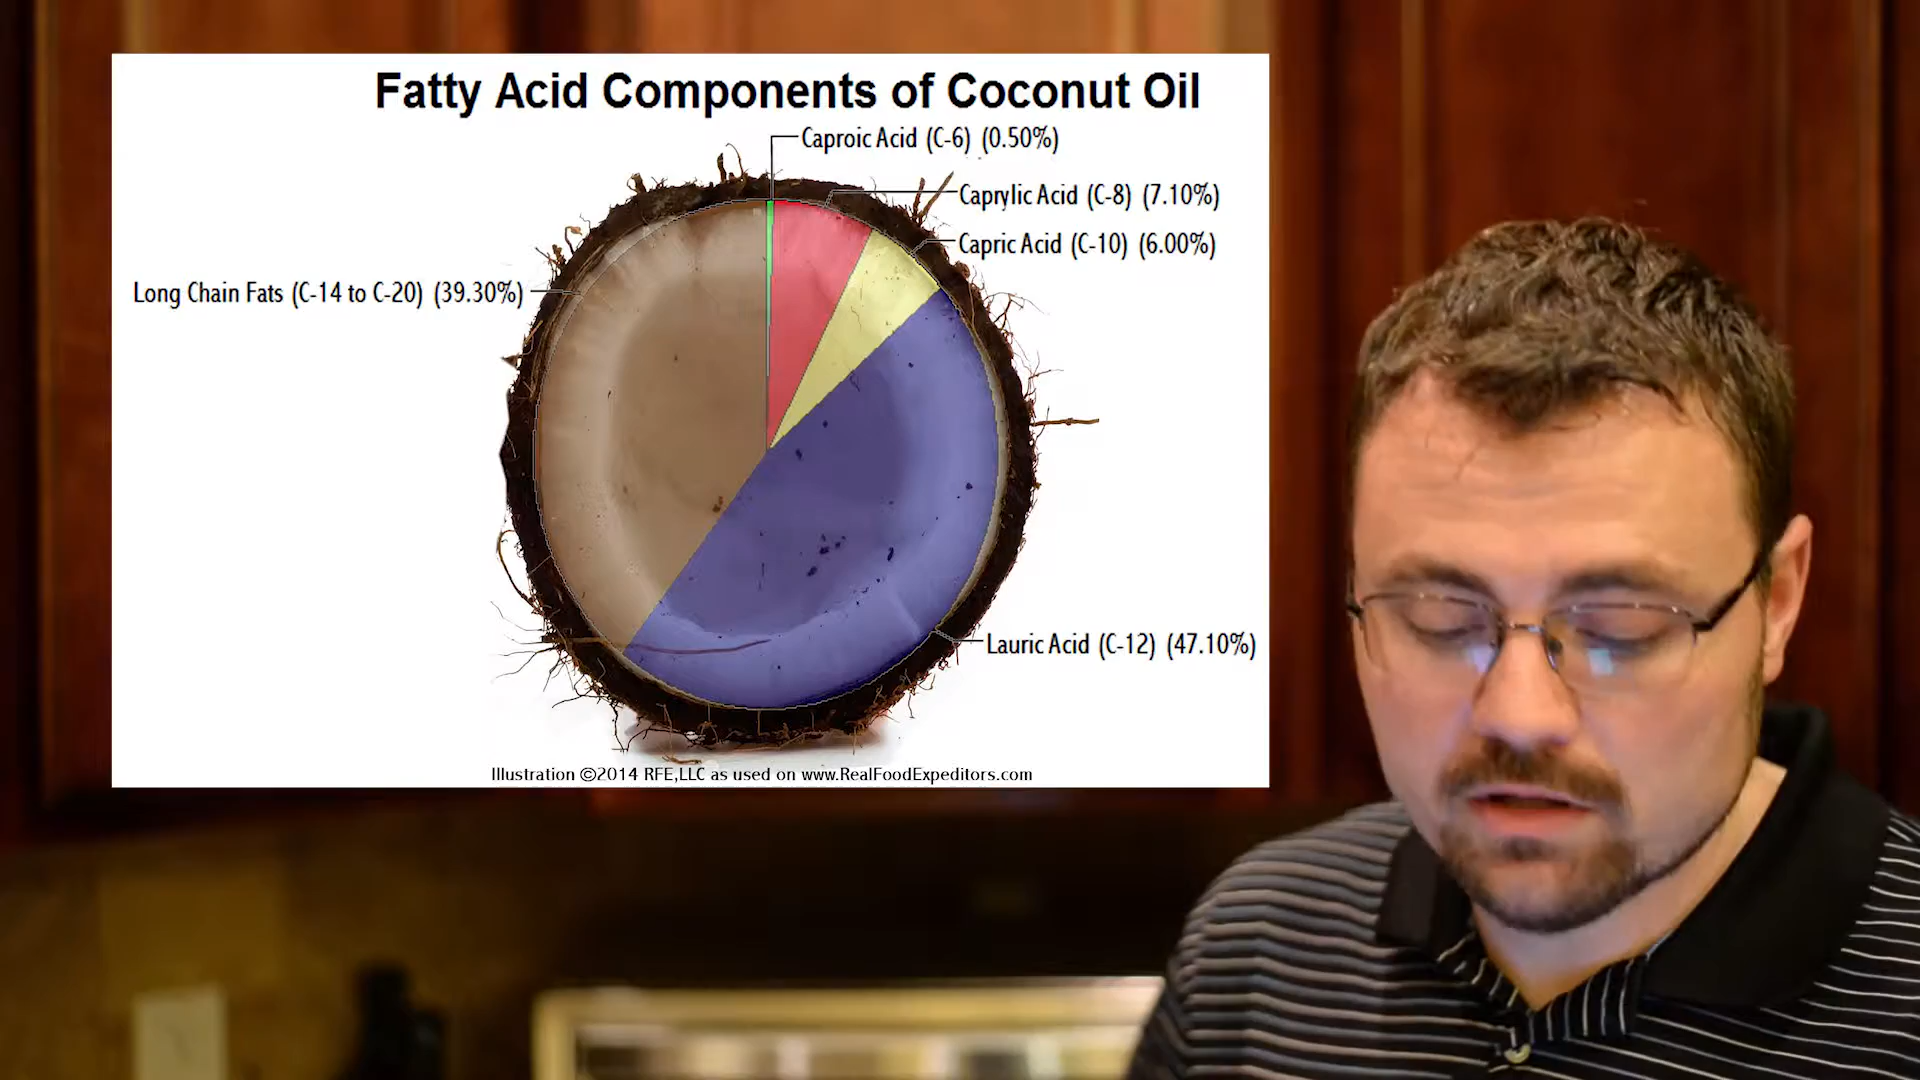 Fatty Acid Components of Coconut Oil
Caproic Acid (C-6) (0.50%)
Caprylic Acid (C-8) (7.10%)
Capric Acid (C-10) (6.00%)
Long Chain Fats (C-14 to C-20) (39.30%)
Lauric Acid (C-12) (47.10%)
Illustration ©2014 RFE,LLC as used on www.RealFoodExpeditors.com